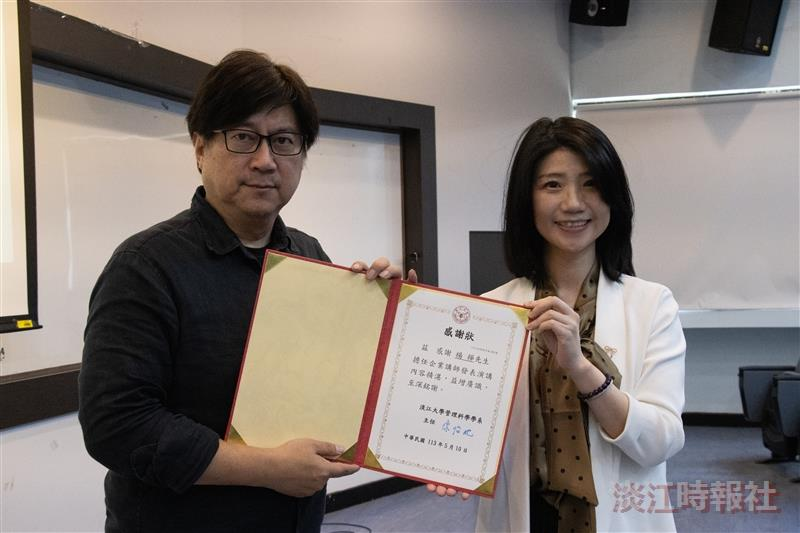 感謝狀
茲 感謝 楊 樺 先生
擔任企業講師發表演講
內容精湛，益增廣識，
至深銘謝。
淡江大學管理科學學系
主任
中華民國 113 年 5 月 10 日
淡江時報社